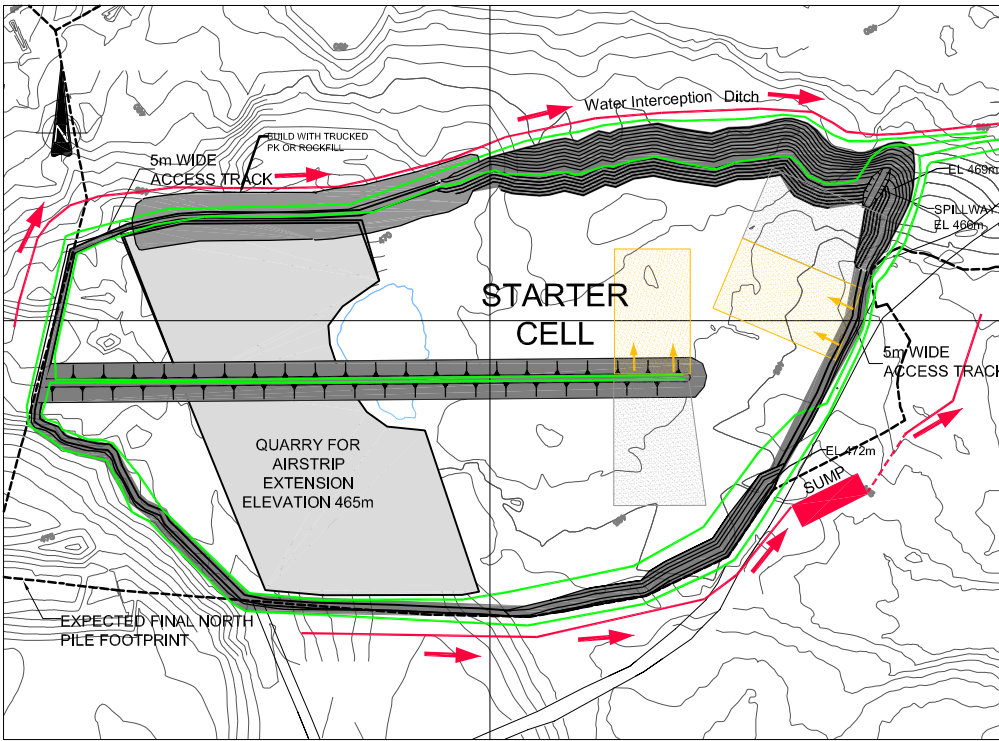 N
BUILD WITH TRUCKED
PK OR ROCKFILL
5m WIDE
ACCESS TRACK
Water Interception Ditch
EL 469m
SPILLWAY
EL 466m
STARTER
CELL
5m WIDE
ACCESS TRACK
QUARRY FOR
AIRSTRIP
EXTENSION
ELEVATION 465m
EL 472m
SUMP
EXPECTED FINAL NORTH
PILE FOOTPRINT